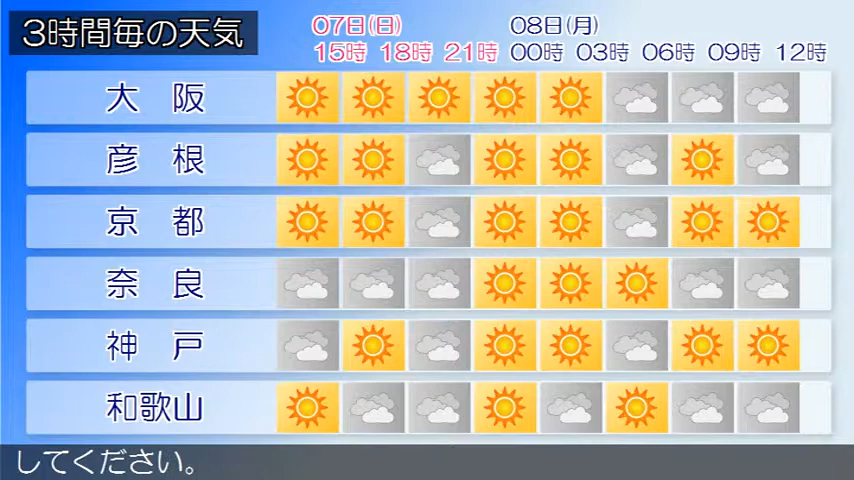 3時間毎の天気
07日(日) 08日(月)
15時 18時 21時 00時 03時 06時 09時 12時
大阪
彦根
京都
奈良
神戸
和歌山
してください。